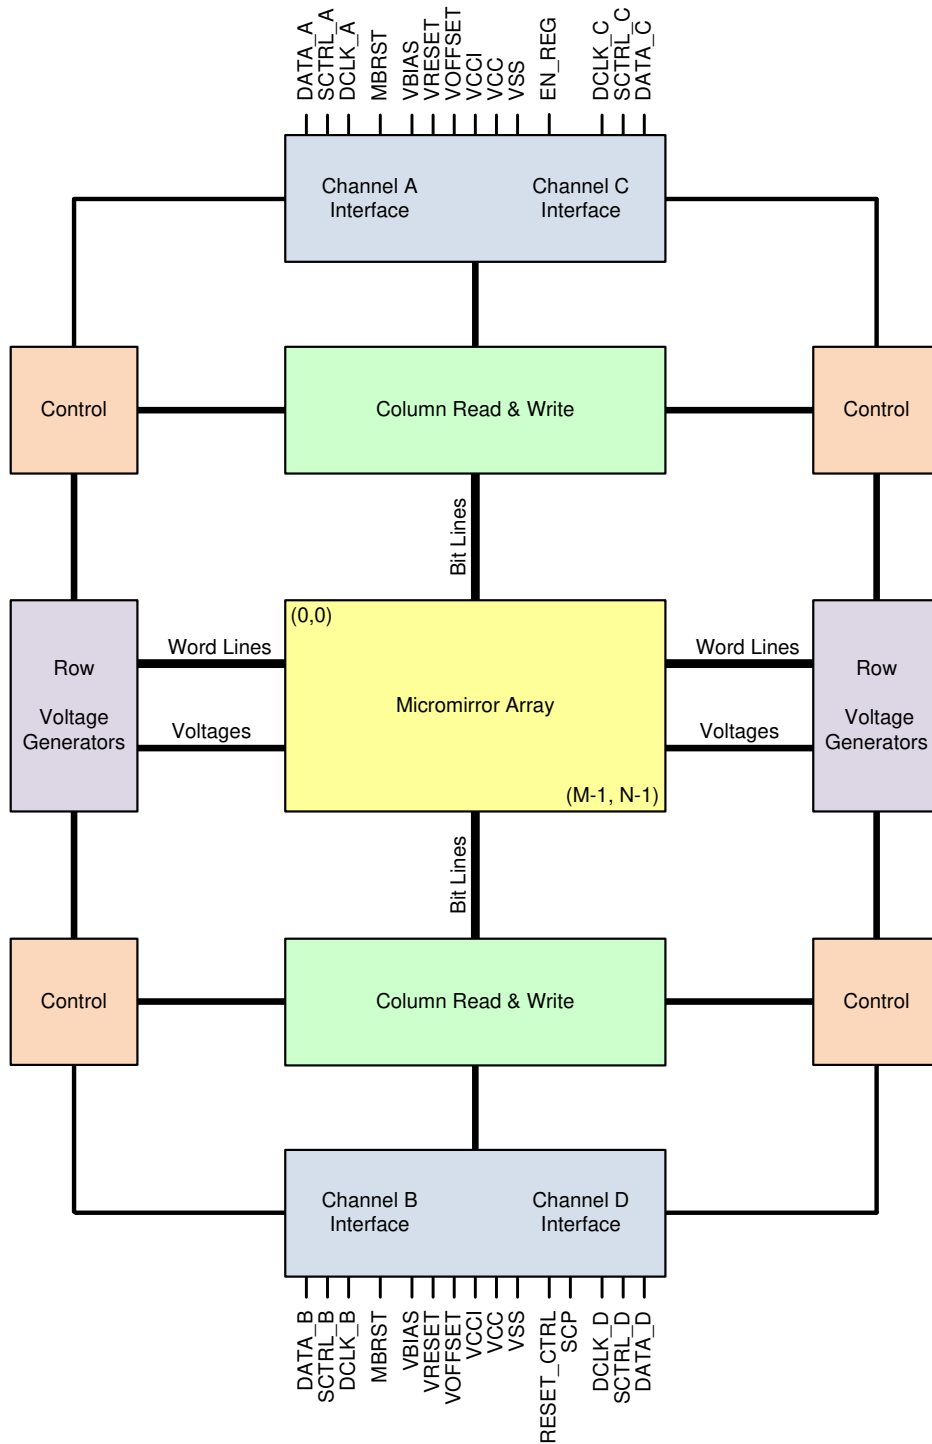 DATA_A
SCTRL_A
DCLK_A
MBRST
VBIAS
VRESET
VOFFSET
VCCI
VCC
VSS
EN_REG
DCLK_C
SCTRL_C
DATA_C
Channel A
Interface
Channel C
Interface
Control
Column Read & Write
Control
Bit Lines
(0,0)
Word Lines
Word Lines
Row
Voltage
Generators
Micromirror Array
Row
Voltage
Generators
Voltages
Voltages
(M-1, N-1)
Bit Lines
Control
Column Read & Write
Control
Channel B
Interface
Channel D
Interface
DATA_B
SCTRL_B
DCLK_B
MBRST
VBIAS
VRESET
VOFFSET
VCCI
VCC
VSS
RESET_CTRL
SCP
DCLK_D
SCTRL_D
DATA_D